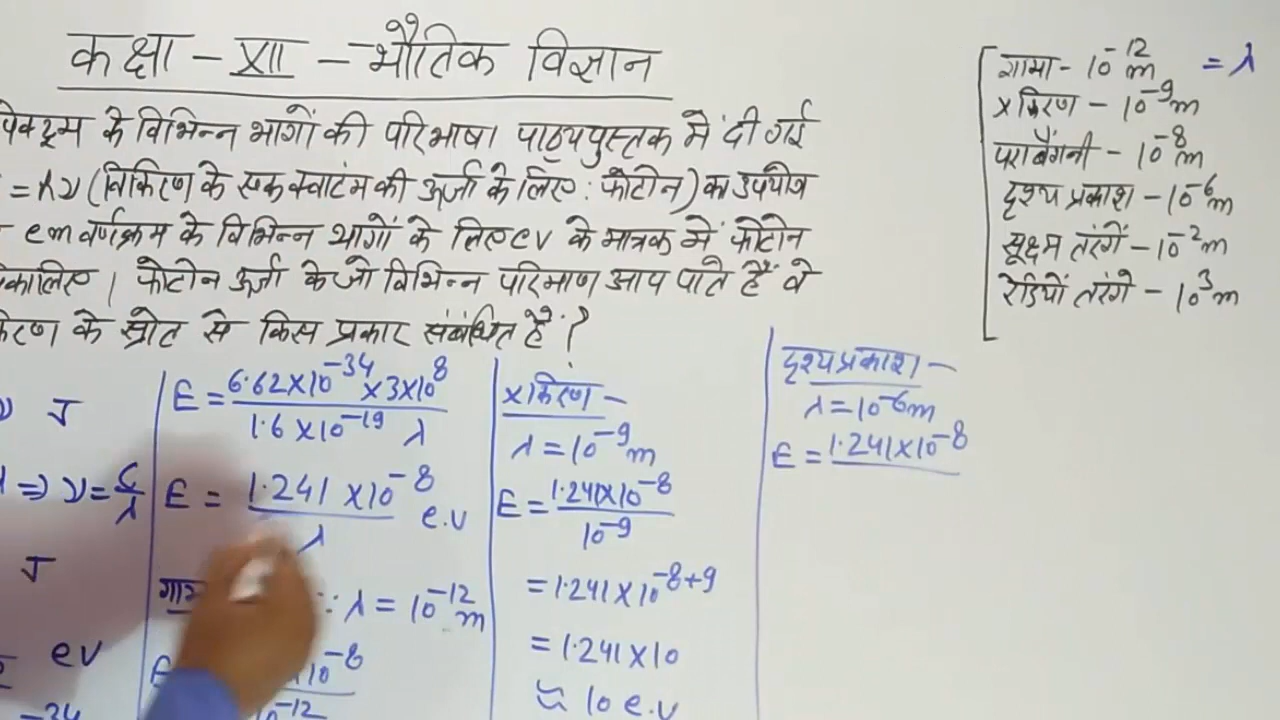 कक्षा - XII - भौतिक विज्ञान
पेक्ट्रम के विभिन्न भागों की परिभाषा पाठ्यपुस्तक में दी गई
= hν (विकिरण के एक क्वांटम की ऊर्जा के लिए : फोटोन) का उपयोग
em वर्णक्रम के विभिन्न भागों के लिए ev के मात्रक में फोटोन
निकालिए। फोटोन ऊर्जा के जो विभिन्न परिमाण आप पाते हैं वे
किरण के स्रोत से किस प्रकार संबंधित हैं ?
गामा - 10⁻¹² m = λ
x किरण - 10⁻⁹ m
पराबैंगनी - 10⁻⁸ m
दृश्य प्रकाश - 10⁻⁶ m
सूक्ष्म तरंगें - 10⁻² m
रेडियों तरंगे - 10³ m
J
⇒ ν = c/λ
J
ev
-34
E = 6.62×10⁻³⁴ ×3×10⁸ / 1.6×10⁻¹⁹ λ
E = 1.241 ×10⁻⁸ / λ e.v
∵ λ = 10⁻¹² m
10⁻⁸
10⁻¹²
x किरण -
λ = 10⁻⁹ m
E = 1.241×10⁻⁸ / 10⁻⁹
= 1.241×10⁻⁸⁺⁹
= 1.241×10
≈ 10 e.v
दृश्य प्रकाश -
λ = 10⁻⁶ m
E = 1.241×10⁻⁸